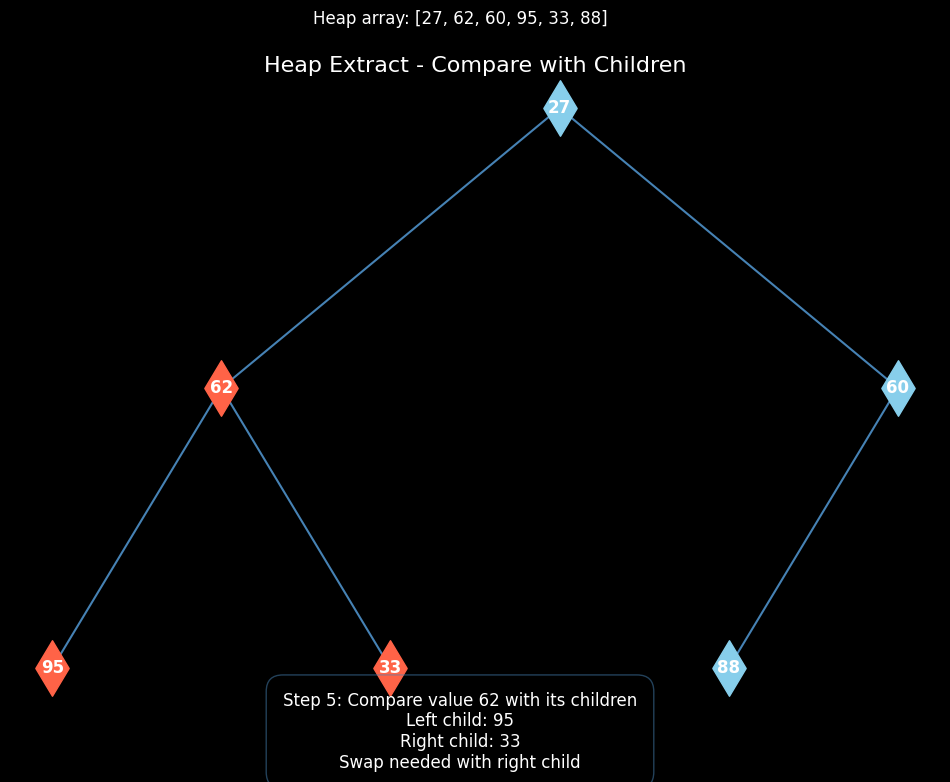 Heap array: [27, 62, 60, 95, 33, 88]
Heap Extract - Compare with Children
27
62
60
95
33
88
Step 5: Compare value 62 with its children
Left child: 95
Right child: 33
Swap needed with right child